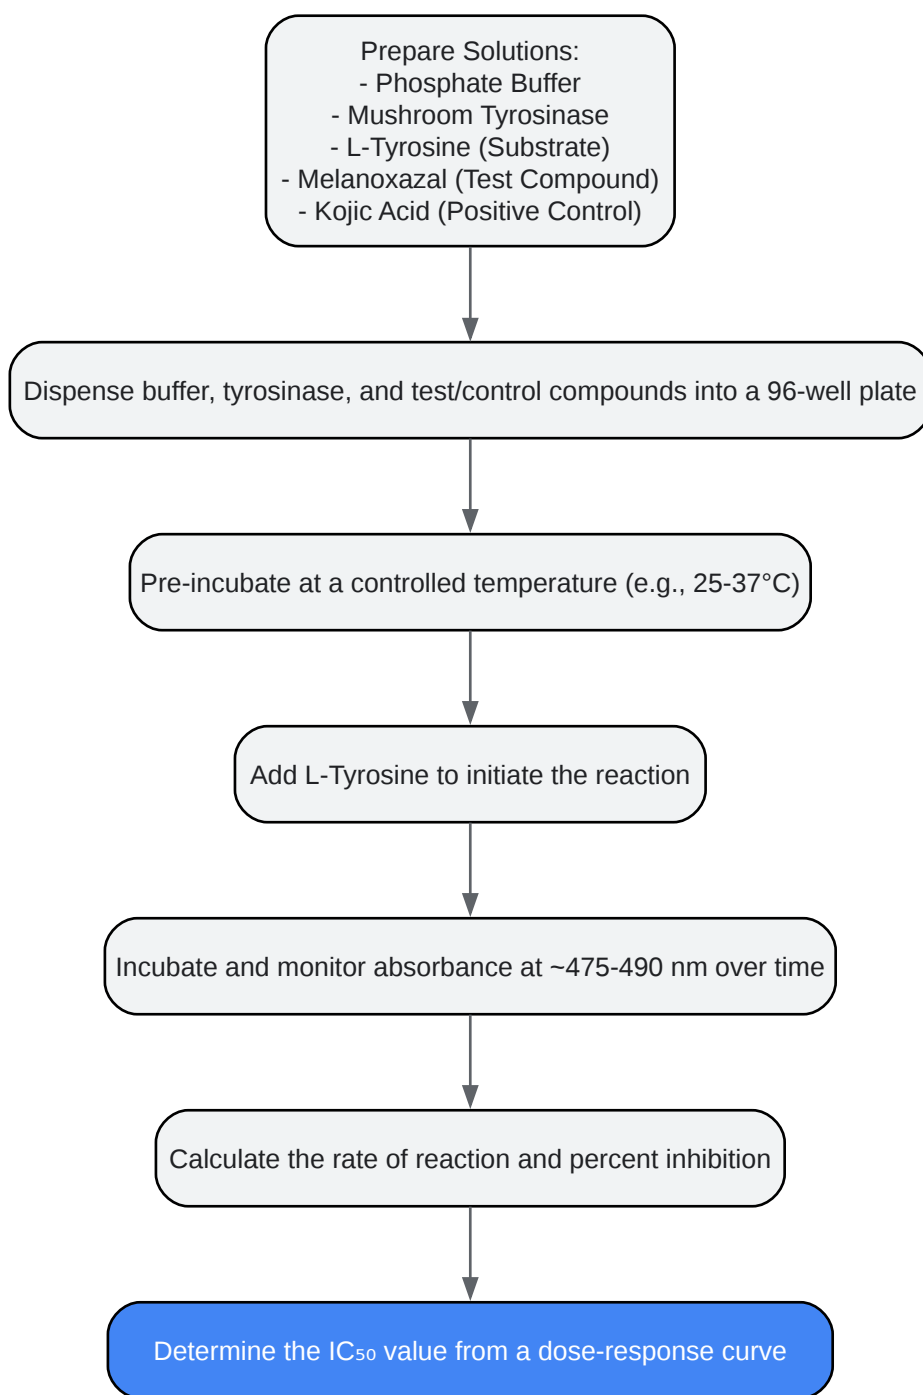 Prepare Solutions:
- Phosphate Buffer
- Mushroom Tyrosinase
- L-Tyrosine (Substrate)
- Melanoxazal (Test Compound)
- Kojic Acid (Positive Control)
Dispense buffer, tyrosinase, and test/control compounds into a 96-well plate
Pre-incubate at a controlled temperature (e.g., 25-37°C)
Add L-Tyrosine to initiate the reaction
Incubate and monitor absorbance at ~475-490 nm over time
Calculate the rate of reaction and percent inhibition
Determine the IC₅₀ value from a dose-response curve